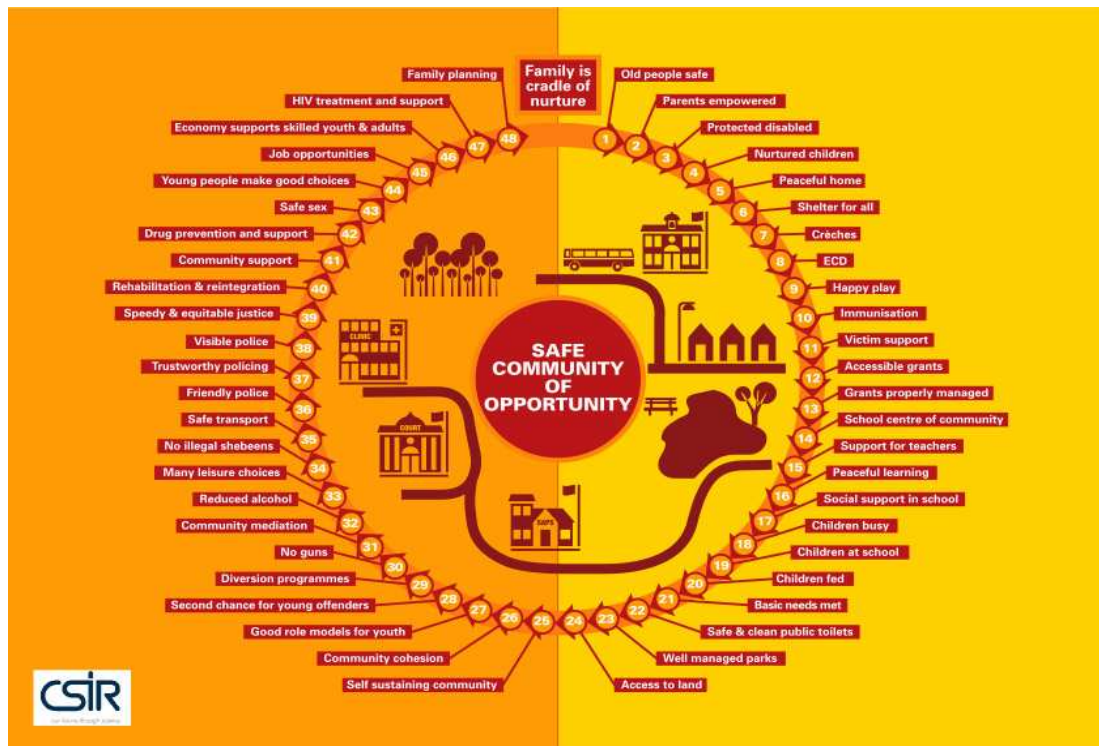 Family is
cradle of
nurture
Old people safe
Parents empowered
Protected disabled
Nurtured children
Peaceful home
Shelter for all
Crèches
ECD
Happy play
Immunisation
Victim support
Accessible grants
Grants properly managed
School centre of community
Support for teachers
Peaceful learning
Social support in school
Children busy
Children at school
Children fed
Basic needs met
Safe & clean public toilets
Well managed parks
Access to land
Self sustaining community
Community cohesion
Good role models for youth
Second chance for young offenders
Diversion programmes
No guns
Community mediation
Reduced alcohol
Many leisure choices
No illegal shebeens
Safe transport
Friendly police
Trustworthy policing
Visible police
Speedy & equitable justice
Rehabilitation & reintegration
Community support
Drug prevention and support
Safe sex
Young people make good choices
Job opportunities
Economy supports skilled youth & adults
HIV treatment and support
Family planning
1
2
3
4
5
6
7
8
9
10
11
12
13
14
15
16
17
18
19
20
21
22
23
24
25
26
27
28
29
30
31
32
33
34
35
36
37
38
39
40
41
42
43
44
45
46
47
48
SAFE
COMMUNITY
OF
OPPORTUNITY
CLINIC
COURT
SAPS
CSIR
our future through science